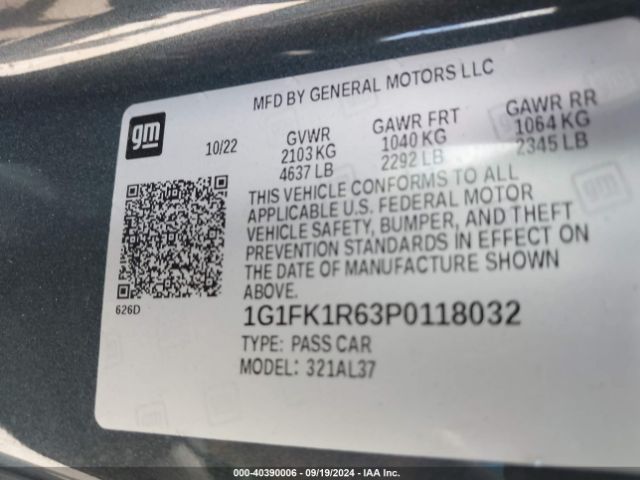 MFD BY GENERAL MOTORS LLC
gm
10/22
GVWR
2103 KG
4637 LB
GAWR FRT
1040 KG
2292 LB
GAWR RR
1064 KG
2345 LB
THIS VEHICLE CONFORMS TO ALL
APPLICABLE U.S. FEDERAL MOTOR
VEHICLE SAFETY, BUMPER, AND THEFT
PREVENTION STANDARDS IN EFFECT ON
THE DATE OF MANUFACTURE SHOWN
ABOVE.
626D
1G1FK1R63P0118032
TYPE: PASS CAR
MODEL: 321AL37
000-40390006 - 09/19/2024 - IAA Inc.